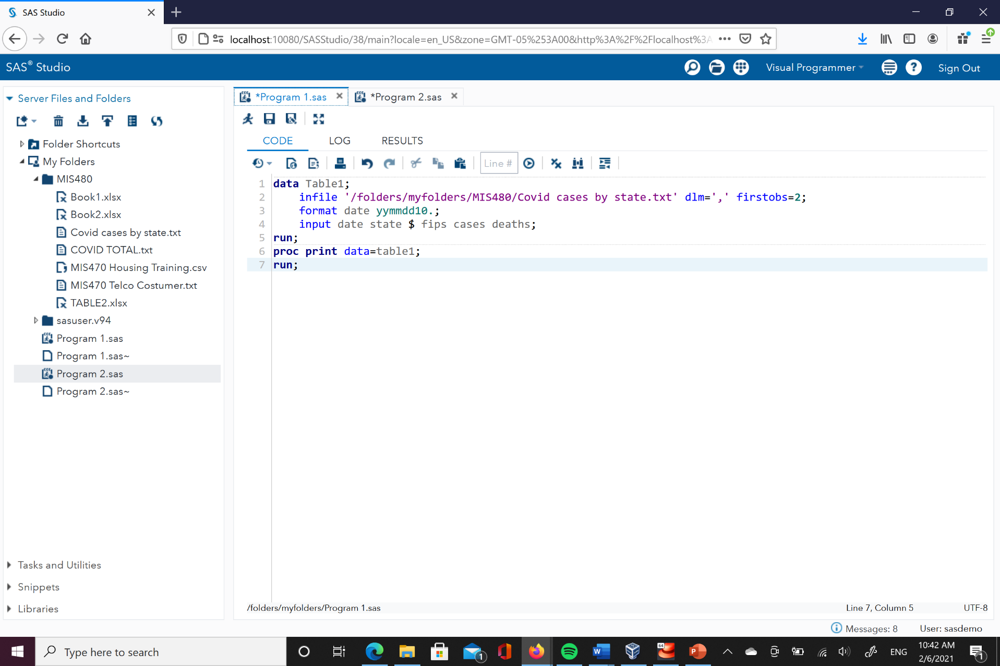 SAS Studio
localhost:10080/SASStudio/38/main?locale=en_US&zone=GMT-05%253A00&http%3A%2F%2Flocalhost%3A
SAS® Studio
Visual Programmer
Sign Out
Server Files and Folders
Folder Shortcuts
My Folders
MIS480
Book1.xlsx
Book2.xlsx
Covid cases by state.txt
COVID TOTAL.txt
MIS470 Housing Training.csv
MIS470 Telco Costumer.txt
TABLE2.xlsx
sasuser.v94
Program 1.sas
Program 1.sas~
Program 2.sas
Program 2.sas~
Tasks and Utilities
Snippets
Libraries
*Program 1.sas
*Program 2.sas
CODE LOG RESULTS
Line #
1 data Table1;
2 infile '/folders/myfolders/MIS480/Covid cases by state.txt' dlm=',' firstobs=2;
3 format date yymmdd10.;
4 input date state $ fips cases deaths;
5 run;
6 proc print data=table1;
7 run;
/folders/myfolders/Program 1.sas
Line 7, Column 5
UTF-8
Messages: 8
User: sasdemo
Type here to search
1
W
64
P
ENG
10:42 AM
2/6/2021
1